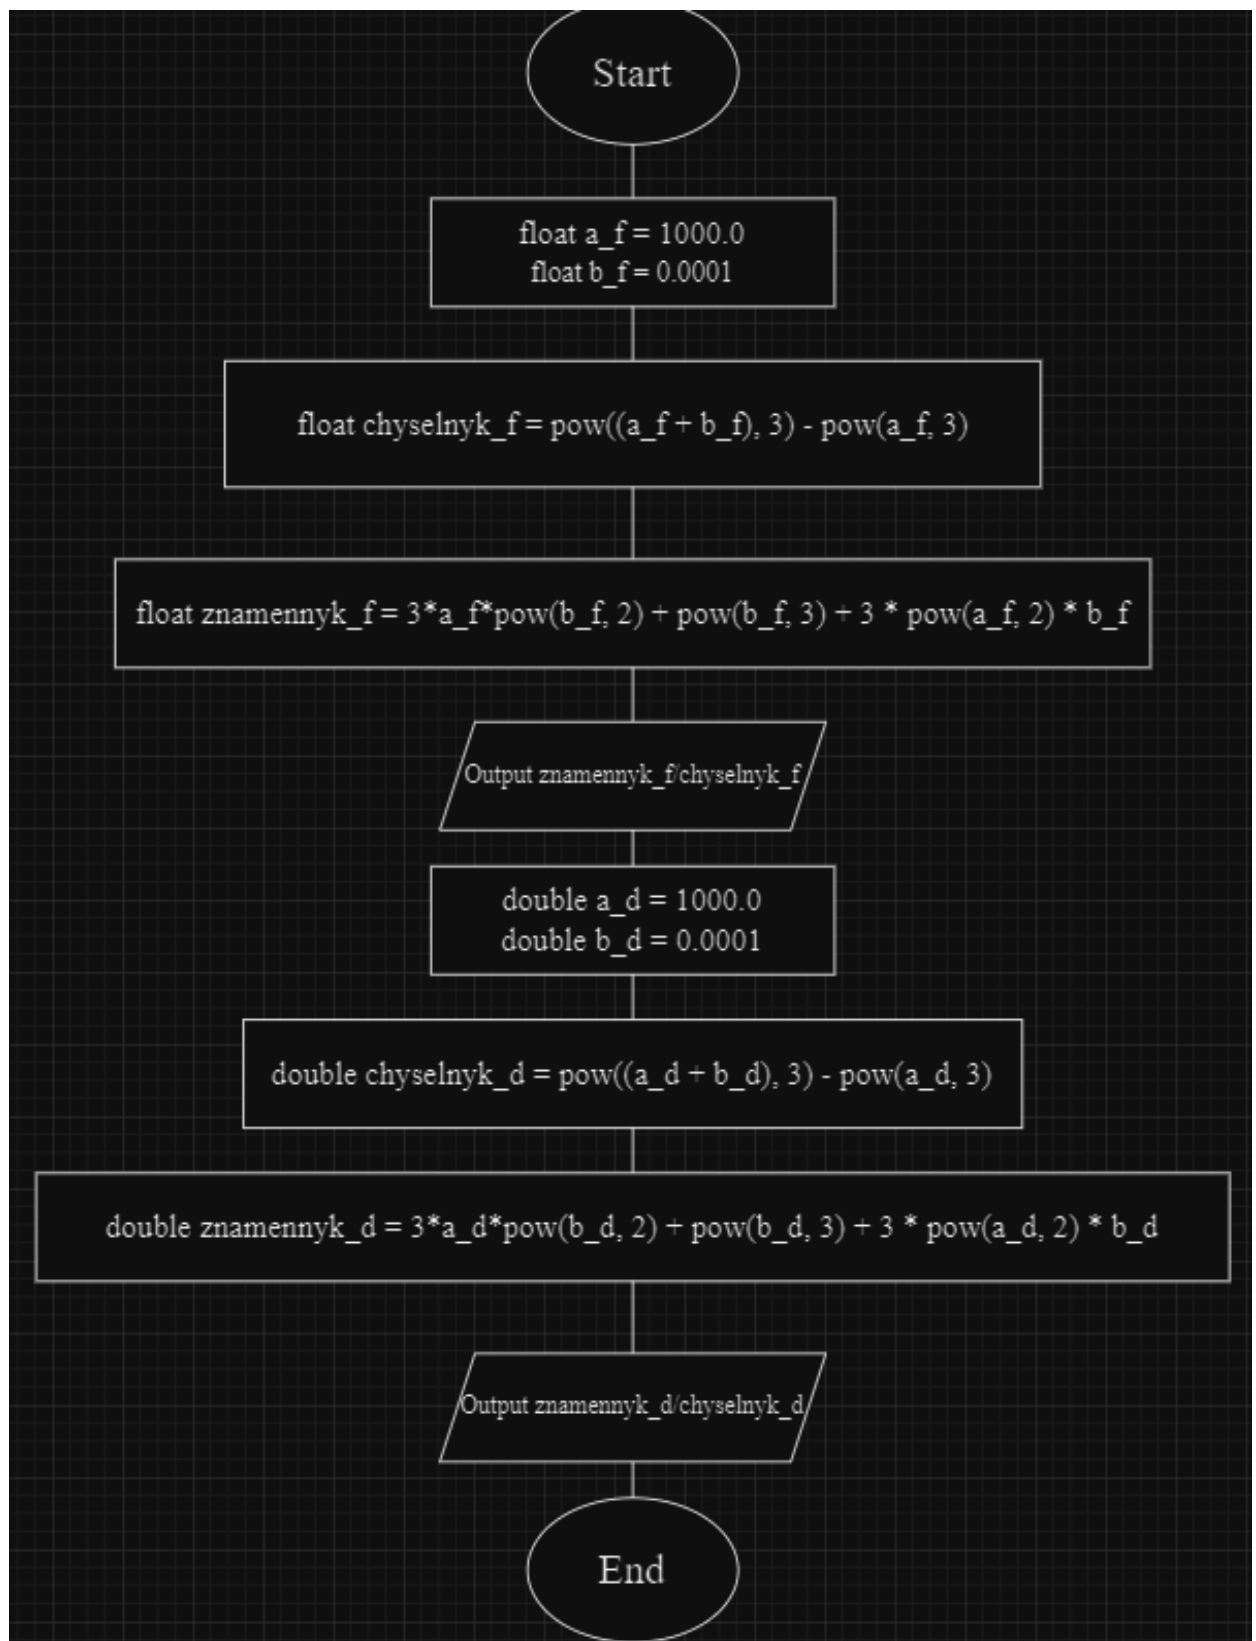 Start
float a_f = 1000.0
float b_f = 0.0001
float chyselnyk_f = pow((a_f + b_f), 3) - pow(a_f, 3)
float znamennyk_f = 3*a_f*pow(b_f, 2) + pow(b_f, 3) + 3 * pow(a_f, 2) * b_f
Output znamennyk_f/chyselnyk_f
double a_d = 1000.0
double b_d = 0.0001
double chyselnyk_d = pow((a_d + b_d), 3) - pow(a_d, 3)
double znamennyk_d = 3*a_d*pow(b_d, 2) + pow(b_d, 3) + 3 * pow(a_d, 2) * b_d
Output znamennyk_d/chyselnyk_d
End